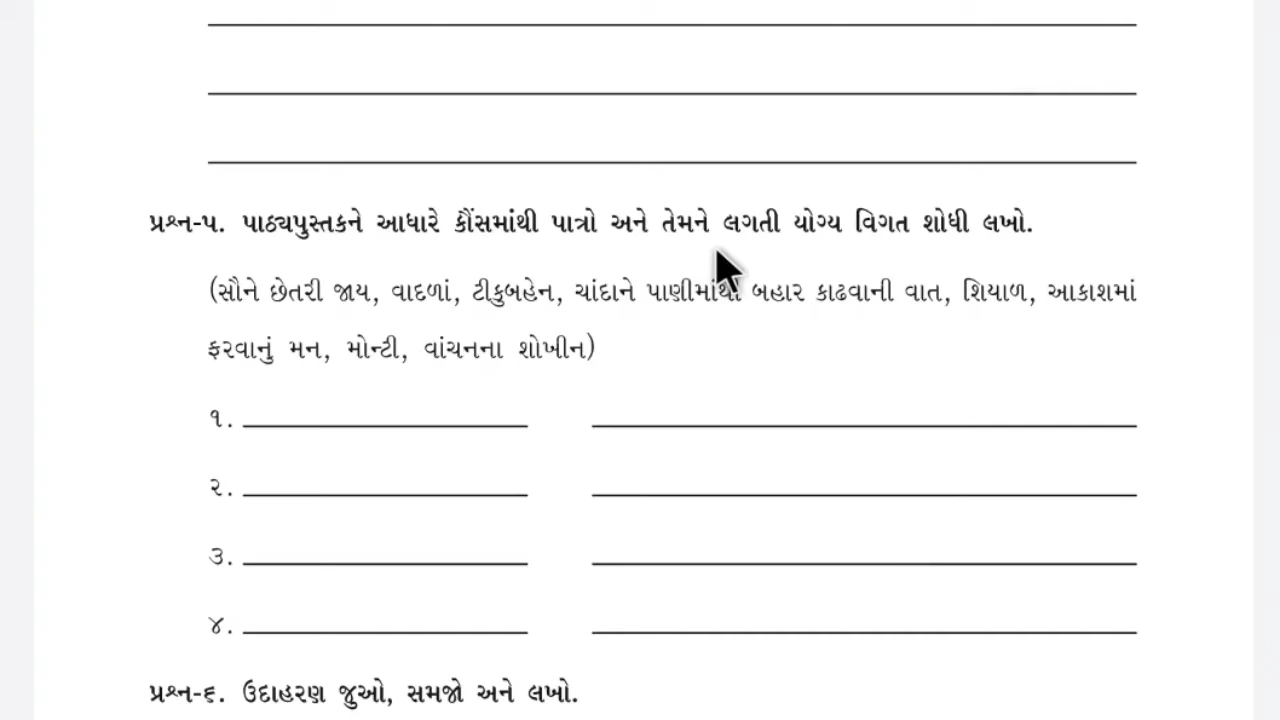 પ્રશ્ન-૫. પાઠ્યપુસ્તકને આધારે કૌંસમાંથી પાત્રો અને તેમને લગતી યોગ્ય વિગત શોધી લખો.
(સૌને છેતરી જાય, વાદળાં, ટીકુબહેન, ચાંદાને પાણીમાંથી બહાર કાઢવાની વાત, શિયાળ, આકાશમાં
ફરવાનું મન, મોન્ટી, વાંચનના શોખીન)
૧.
૨.
૩.
૪.
પ્રશ્ન-૬. ઉદાહરણ જુઓ, સમજો અને લખો.